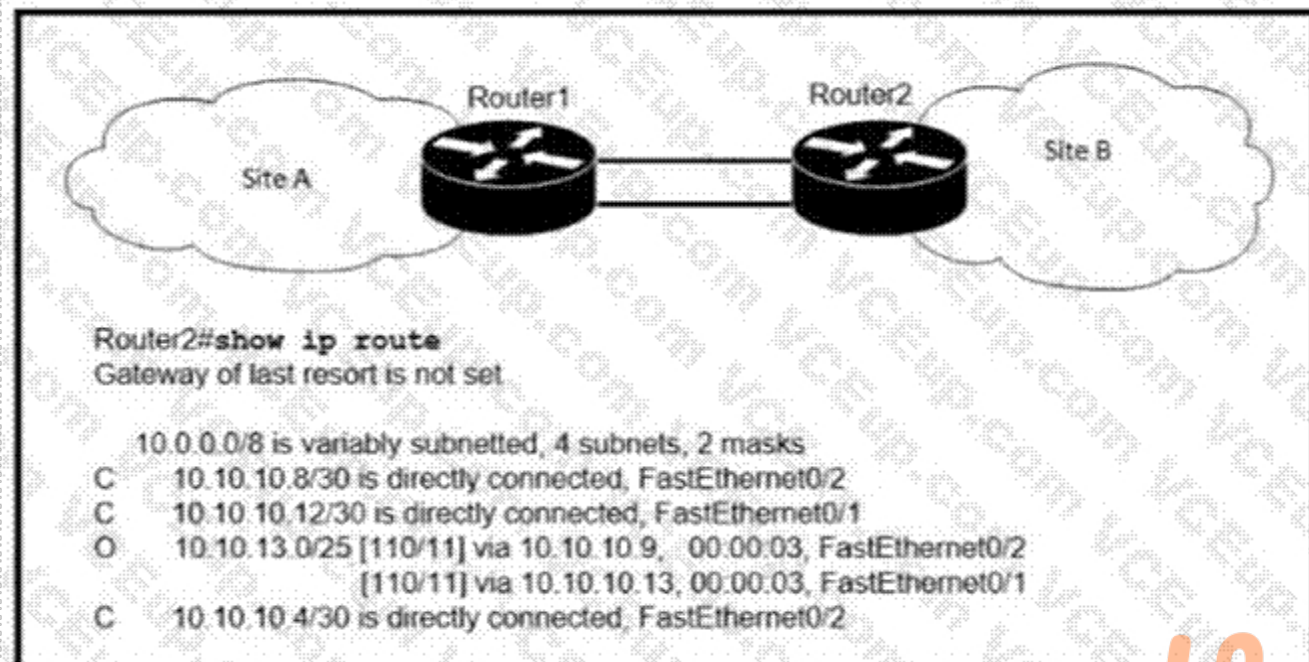 Router1
Router2
Site A
Site B
Router2#show ip route
Gateway of last resort is not set
10.0.0.0/8 is variably subnetted, 4 subnets, 2 masks
C 10.10.10.8/30 is directly connected, FastEthernet0/2
C 10.10.10.12/30 is directly connected, FastEthernet0/1
O 10.10.13.0/25 [110/11] via 10.10.10.9, 00:00:03, FastEthernet0/2
[110/11] via 10.10.10.13, 00:00:03, FastEthernet0/1
C 10.10.10.4/30 is directly connected, FastEthernet0/2
VCEup.com